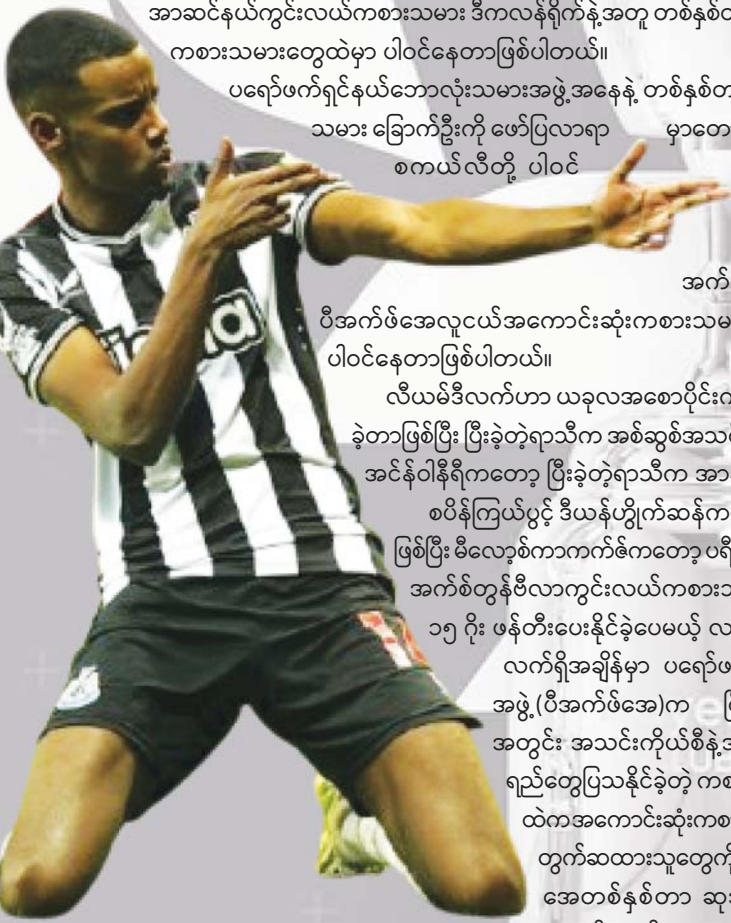 အာဆင်နယ်ကွင်းလယ်ကစားသမား ဒီကလန်ရိုက်နဲ့အတူ တစ်နှစ်
ကစားသမားတွေထဲမှာ ပါဝင်နေတာဖြစ်ပါတယ်။
ပရော်ဖက်ရှင်နယ်ဘောလုံးသမားအဖွဲ့အနေနဲ့ တစ်နှစ်တ
သမား ခြောက်ဦးကို ဖော်ပြလာရာ မှာတေ
စကယ်လီတို့ ပါဝင်
အက်
ပီအက်ဖ်အေလူငယ်အကောင်းဆုံးကစားသမ
ပါဝင်နေတာဖြစ်ပါတယ်။
လီယမ်ဒီလက်ဟာ ယခုလအစောပိုင်းက
ခဲ့တာဖြစ်ပြီး ပြီးခဲ့တဲ့ရာသီက အစ်ဆွစ်အသ
အင်န်ဝါနီရီကတော့ ပြီးခဲ့တဲ့ရာသီက အာ
စပိန်ကြယ်ပွင့် ဒီယန်ဟွိုက်ဆန်က
ဖြစ်ပြီး မီလော့စ်ကာကက်ဇ်ကတော့ ပရီ
အက်စ်တွန်ဗီလာကွင်းလယ်ကစားသ
၁၅ ဂိုး ဖန်တီးပေးနိုင်ခဲ့ပေမယ့် လ
လက်ရှိအချိန်မှာ ပရော်ဖ
အဖွဲ့(ပီအက်ဖ်အေ)က ပြ
အတွင်း အသင်းကိုယ်စီနဲ့အ
ရည်တွေပြသနိုင်ခဲ့တဲ့ ကစ
ထဲကအကောင်းဆုံးကစ
တွက်ဆထားသူတွေကို
အေတစ်နှစ်တာ ဆု